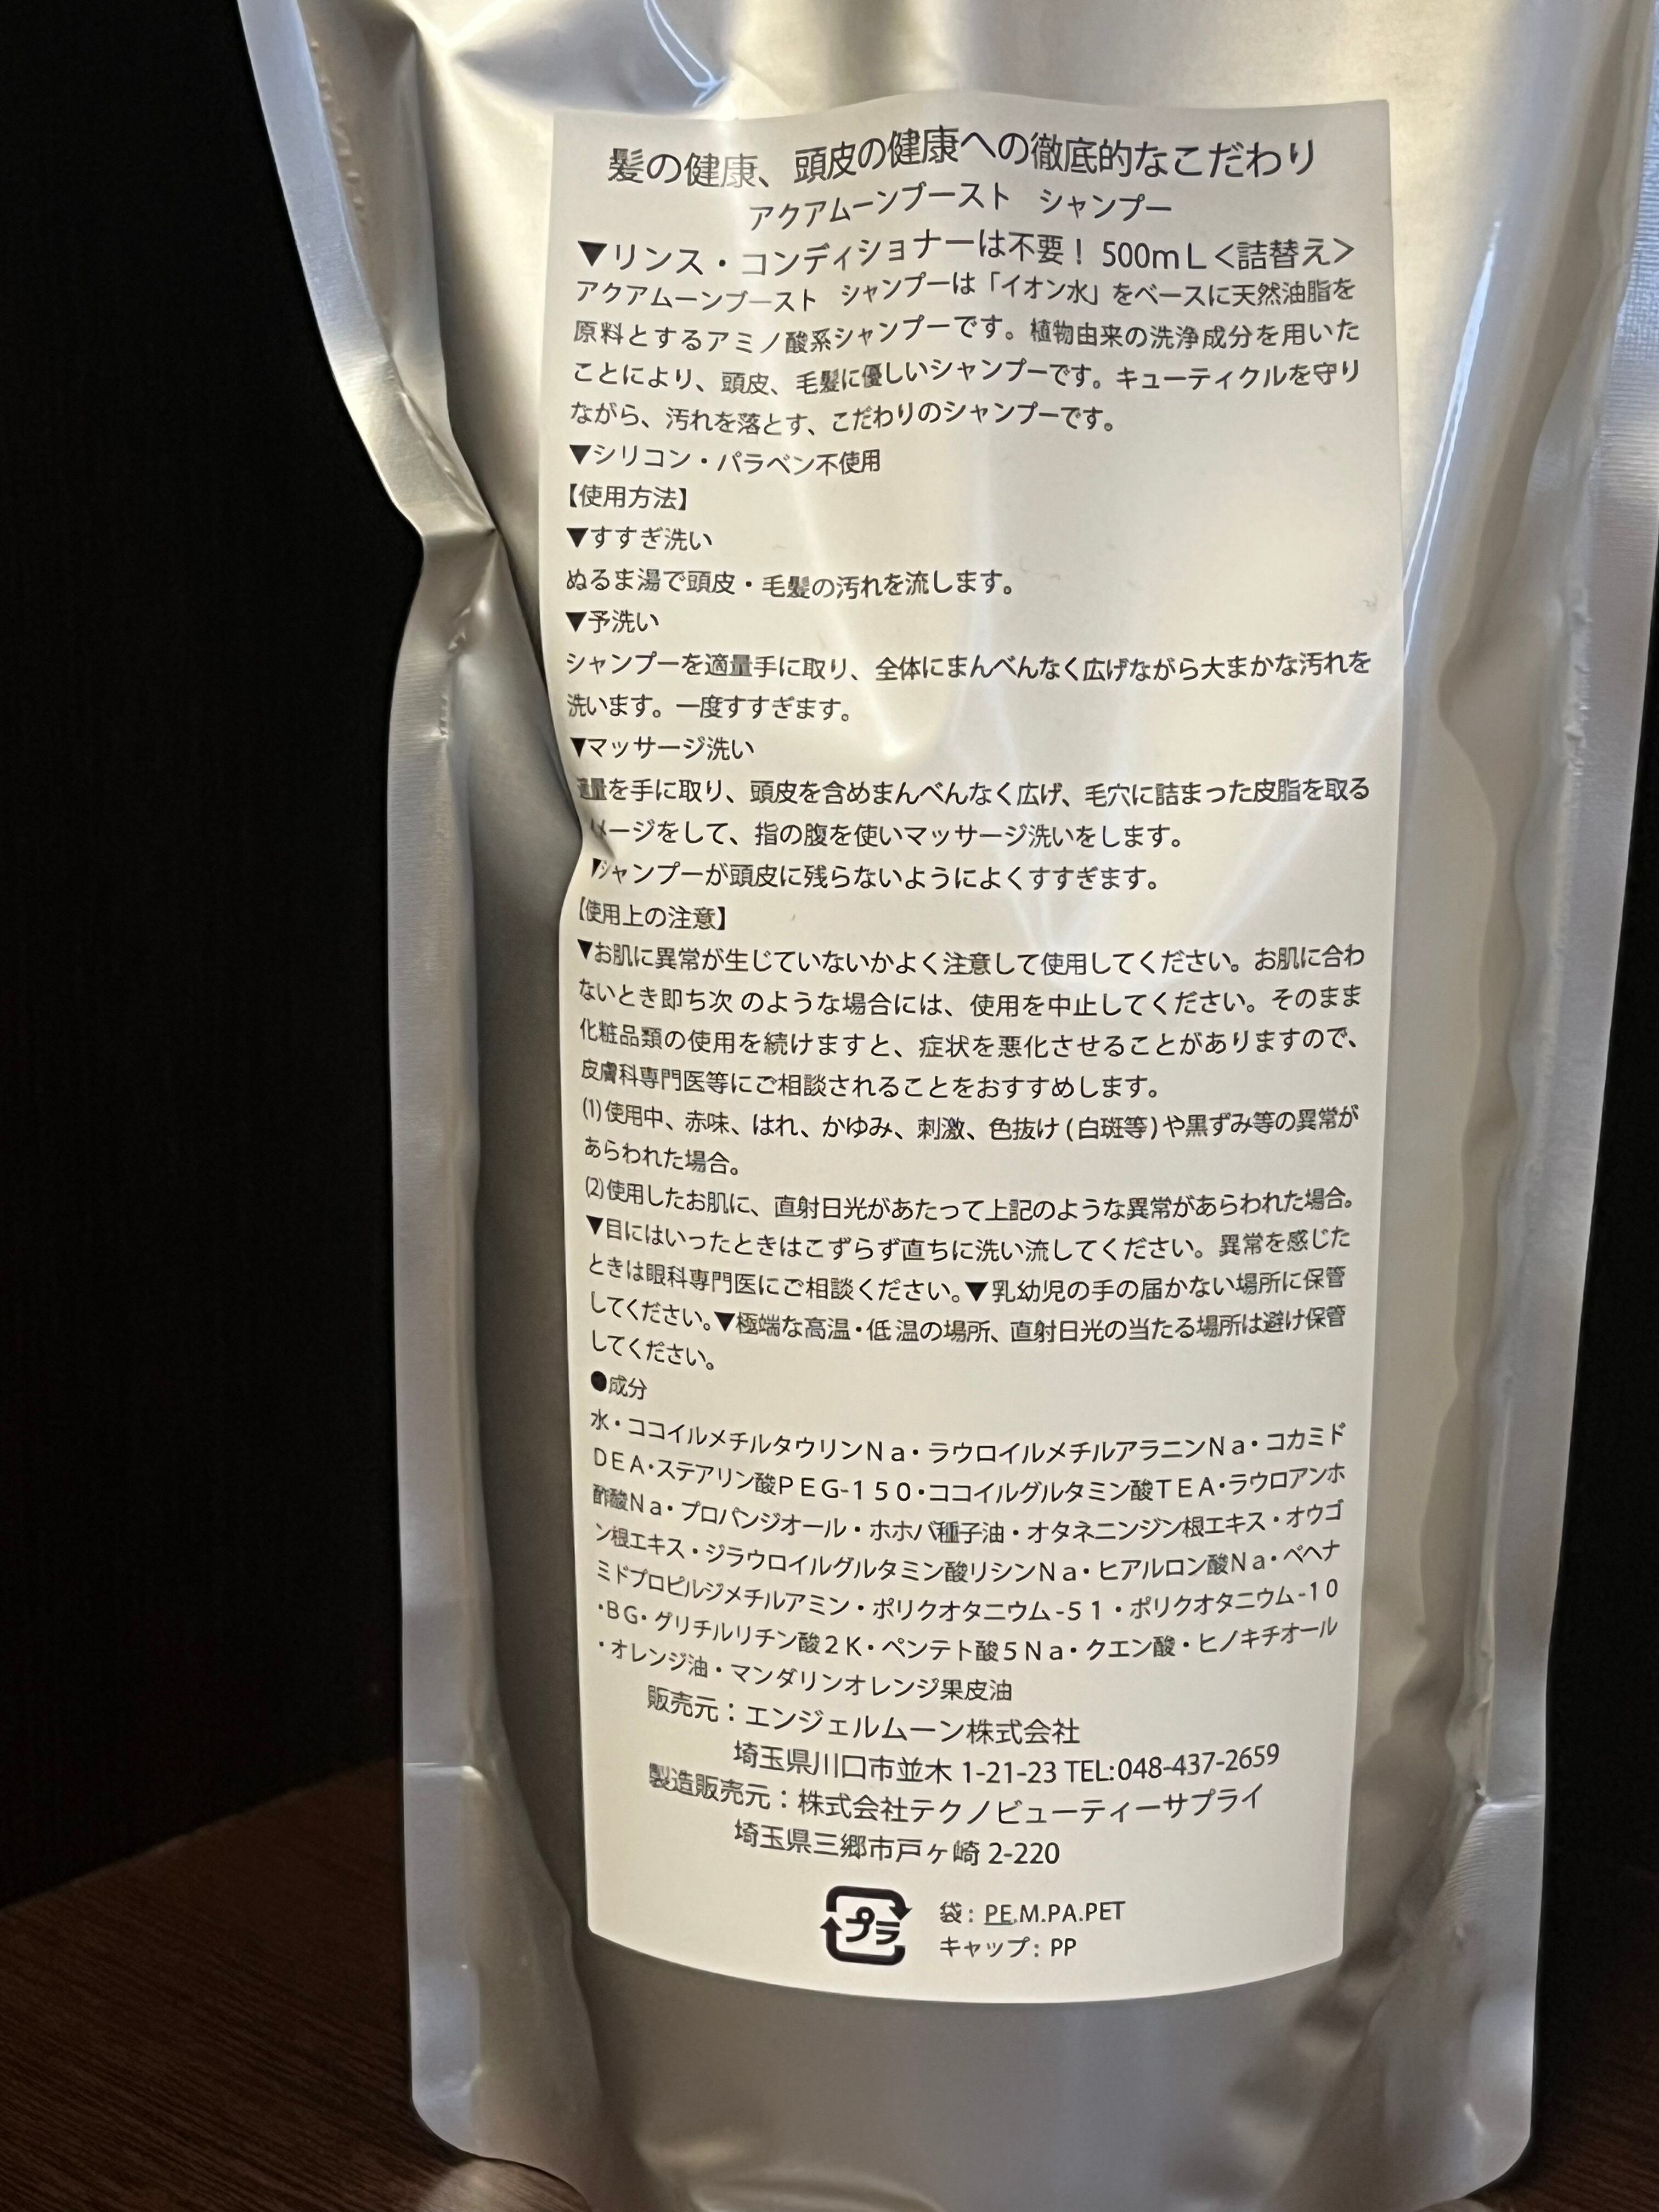 髪の健康、頭皮の健康への徹底的なこだわり
アクアムーンブースト　シャンプー
▼リンス・コンディショナーは不要！ 500mL＜詰替え＞
アクアムーンブースト　シャンプーは「イオン水」をベースに天然油脂を
原料とするアミノ酸系シャンプーです。植物由来の洗浄成分を用いた
ことにより、頭皮、毛髪に優しいシャンプーです。キューティクルを守り
ながら、汚れを落とす、こだわりのシャンプーです。
▼シリコン・パラベン不使用
【使用方法】
▼すすぎ洗い
ぬるま湯で頭皮・毛髪の汚れを流します。
▼予洗い
シャンプーを適量手に取り、全体にまんべんなく広げながら大まかな汚れを
洗います。一度すすぎます。
▼マッサージ洗い
適量を手に取り、頭皮を含めまんべんなく広げ、毛穴に詰まった皮脂を取る
メージをして、指の腹を使いマッサージ洗いをします。
▼シャンプーが頭皮に残らないようによくすすぎます。
【使用上の注意】
▼お肌に異常が生じていないかよく注意して使用してください。お肌に合わ
ないとき即ち次 のような場合には、使用を中止してください。そのまま
化粧品類の使用を続けますと、症状を悪化させることがありますので、
皮膚科専門医等にご相談されることをおすすめします。
(1)使用中、赤味、はれ、かゆみ、刺激、色抜け(白斑等)や黒ずみ等の異常が
あらわれた場合。
(2)使用したお肌に、直射日光があたって上記のような異常があらわれた場合。
▼目にはいったときはこずらず直ちに洗い流してください。異常を感じた
ときは眼科専門医にご相談ください。▼乳幼児の手の届かない場所に保管
してください。▼極端な高温・低 温の場所、直射日光の当たる場所は避け保管
してください。
●成分
水・ココイルメチルタウリンNa・ラウロイルメチルアラニンNa・コカミド
DEA・ステアリン酸PEG-150・ココイルグルタミン酸TEA・ラウロアンホ
酢酸Na・プロパンジオール・ホホバ種子油・オタネニンジン根エキス・オウゴ
ン根エキス・ジラウロイルグルタミン酸リシンNa・ヒアルロン酸Na・ベヘナ
ミドプロピルジメチルアミン・ポリクオタニウム-51・ポリクオタニウム-10
・BG・グリチルリチン酸2K・ペンテト酸5Na・クエン酸・ヒノキチオール
・オレンジ油・マンダリンオレンジ果皮油
販売元：エンジェルムーン株式会社
埼玉県川口市並木 1-21-23 TEL:048-437-2659
製造販売元：株式会社テクノビューティーサプライ
埼玉県三郷市戸ヶ崎 2-220
プラ
袋: PE.M.PA.PET
キャップ: PP